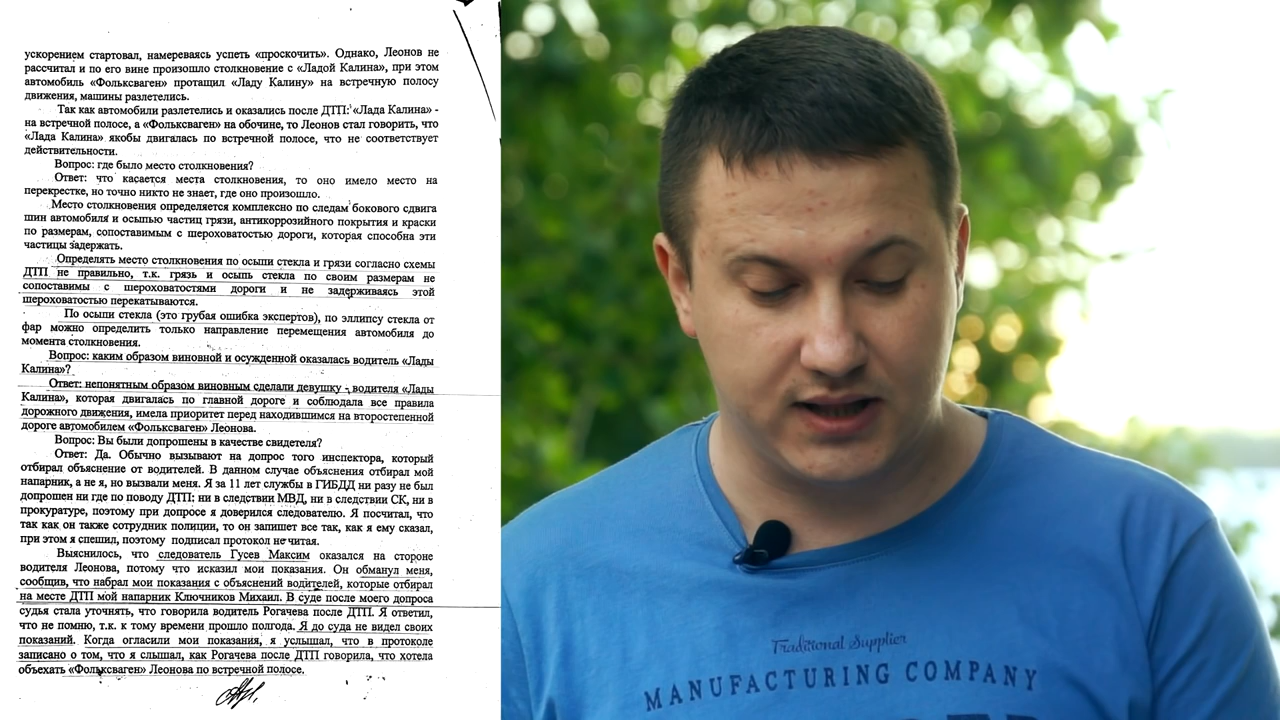 ускорением стартовал, намереваясь успеть «проскочить». Однако, Леонов не
рассчитал и по его вине произошло столкновение с «Ладой Калина», при этом
автомобиль «Фольксваген» протащил «Ладу Калину» на встречную полосу
движения, машины разлетелись.
Так как автомобили разлетелись и оказались после ДТП: «Лада Калина» -
на встречной полосе, а «Фольксваген» на обочине, то Леонов стал говорить, что
«Лада Калина» якобы двигалась по встречной полосе, что не соответствует
действительности.
Вопрос: где было место столкновения?
Ответ: что касается места столкновения, то оно имело место на
перекрестке, но точно никто не знает, где оно произошло.
Место столкновения определяется комплексно по следам бокового сдвига
шин автомобиля и осыпью частиц грязи, антикоррозийного покрытия и краски
по размерам, сопоставимым с шероховатостью дороги, которая способна эти
частицы задержать.
Определять место столкновения по осыпи стекла и грязи согласно схемы
ДТП не правильно, т.к. грязь и осыпь стекла по своим размерам не
сопоставимы с шероховатостями дороги и не задерживаясь этой
шероховатостью перекатываются.
По осыпи стекла (это грубая ошибка экспертов), по эллипсу стекла от
фар можно определить только направление перемещения автомобиля до
момента столкновения.
Вопрос: каким образом виновной и осужденной оказалась водитель «Лады
Калина»?
Ответ: непонятным образом виновным сделали девушку - водителя «Лады
Калина», которая двигалась по главной дороге и соблюдала все правила
дорожного движения, имела приоритет перед находившимся на второстепенной
дороге автомобилем «Фольксваген» Леонова.
Вопрос: Вы были допрошены в качестве свидетеля?
Ответ: Да. Обычно вызывают на допрос того инспектора, который
отбирал объяснение от водителей. В данном случае объяснения отбирал мой
напарник, а не я, но вызвали меня. Я за 11 лет службы в ГИБДД ни разу не был
допрошен ни где по поводу ДТП: ни в следствии МВД, ни в следствии СК, ни в
прокуратуре, поэтому при допросе я доверился следователю. Я посчитал, что
так как он также сотрудник полиции, то он запишет все так, как я ему сказал,
при этом я спешил, поэтому подписал протокол не читая.
Выяснилось, что следователь Гусев Максим оказался на стороне
водителя Леонова, потому что исказил мои показания. Он обманул меня,
сообщив, что набрал мои показания с объяснений водителей, которые отбирал
на месте ДТП мой напарник Ключников Михаил. В суде после моего допроса
судья стала уточнять, что говорила водитель Рогачева после ДТП. Я ответил,
что не помню, т.к. к тому времени прошло полгода. Я до суда не видел своих
показаний. Когда огласили мои показания, я услышал, что в протоколе
записано о том, что я слышал, как Рогачева после ДТП говорила, что хотела
объехать «Фольксваген» Леонова по встречной полосе.
Traditional Supplier
MANUFACTURING COMPANY